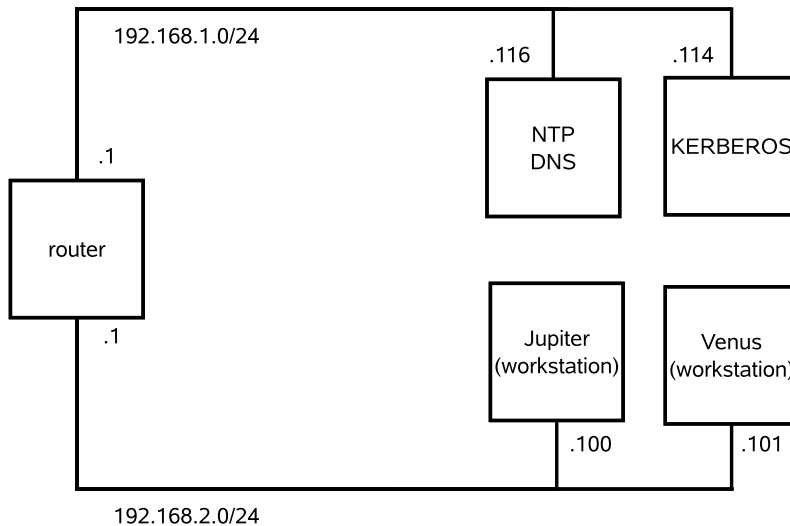 192.168.1.0/24
.116
.114
NTP
DNS
KERBEROS
.1
router
.1
Jupiter
(workstation)
Venus
(workstation)
.100
.101
192.168.2.0/24